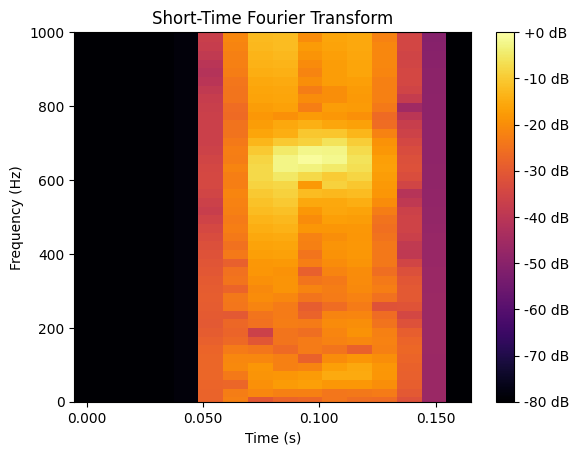 Short-Time Fourier Transform
1000
800
600
400
200
0
Frequency (Hz)
0.000
0.050
0.100
0.150
Time (s)
+0 dB
-10 dB
-20 dB
-30 dB
-40 dB
-50 dB
-60 dB
-70 dB
-80 dB